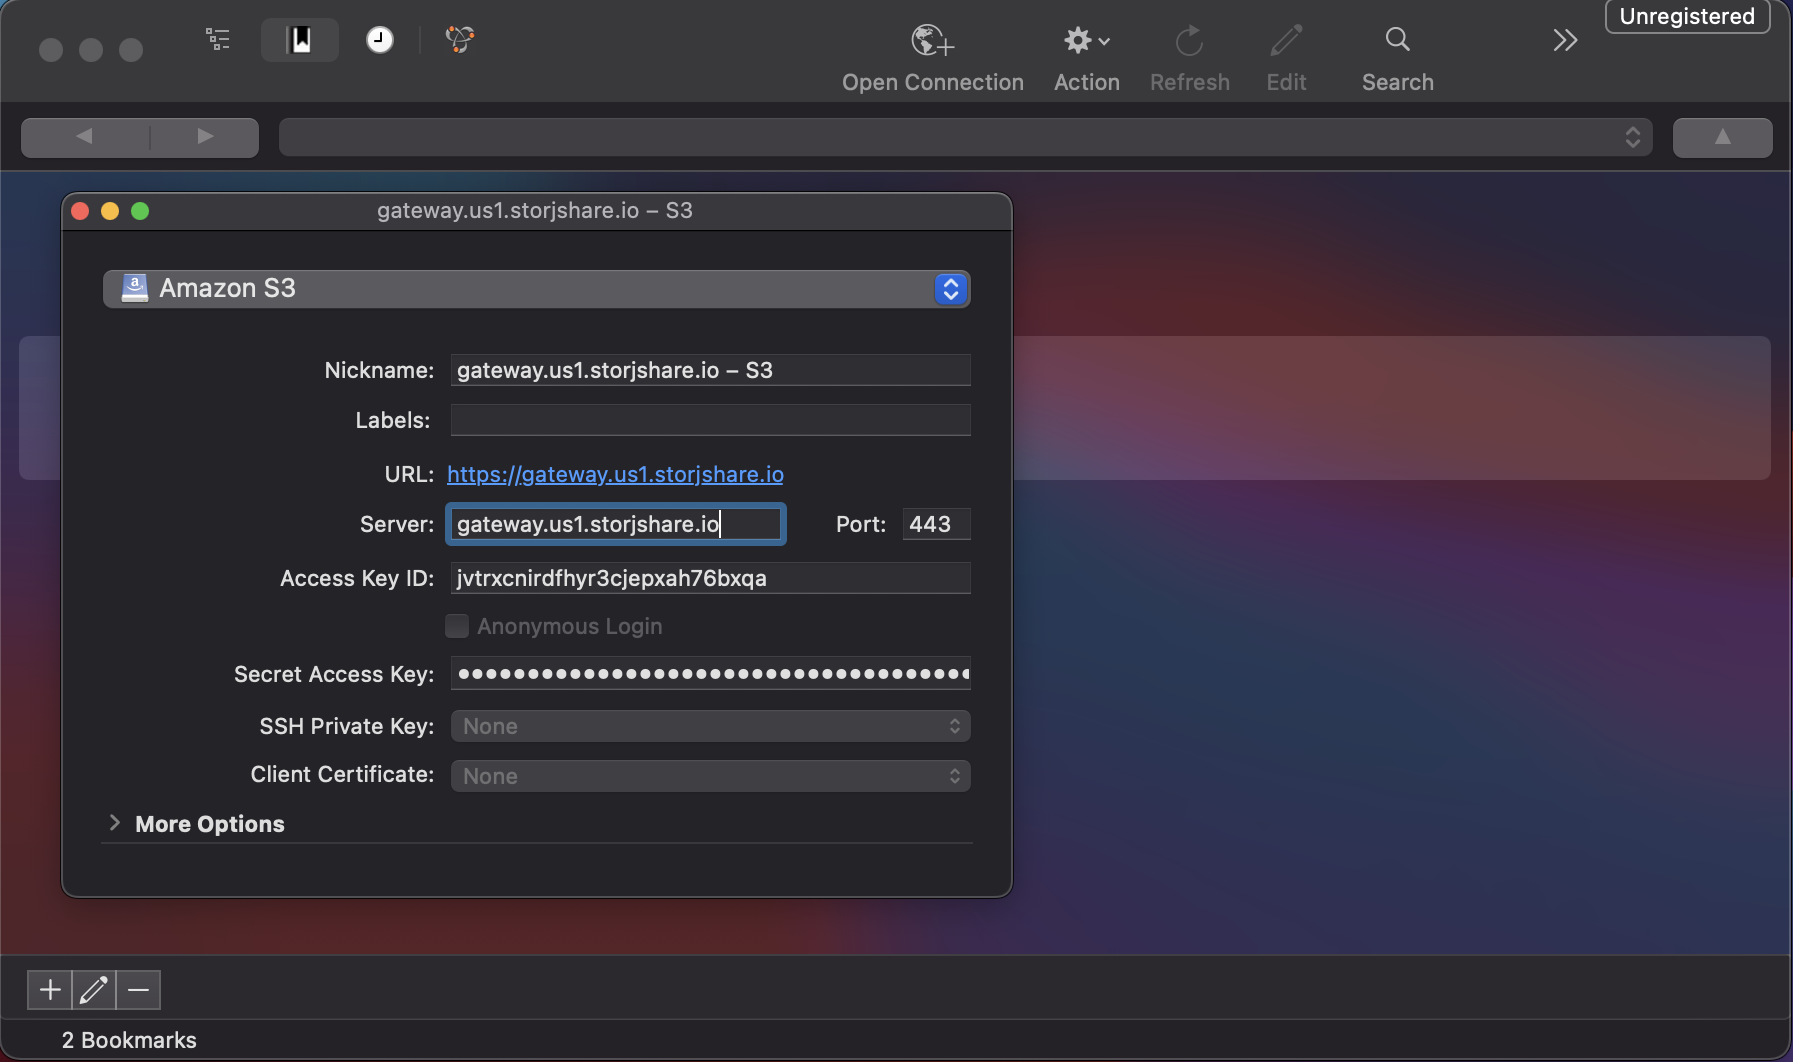 Unregistered
Open Connection
Action
Refresh
Edit
Search
gateway.us1.storjshare.io – S3
Amazon S3
Nickname: gateway.us1.storjshare.io – S3
Labels:
URL: https://gateway.us1.storjshare.io
Server: gateway.us1.storjshare.io Port: 443
Access Key ID: jvtrxcnirdfhyr3cjepxah76bxqa
Anonymous Login
Secret Access Key: ●●●●●●●●●●●●●●●●●●●●●●●●●●●●●●●●●●●●●
SSH Private Key: None
Client Certificate: None
More Options
2 Bookmarks